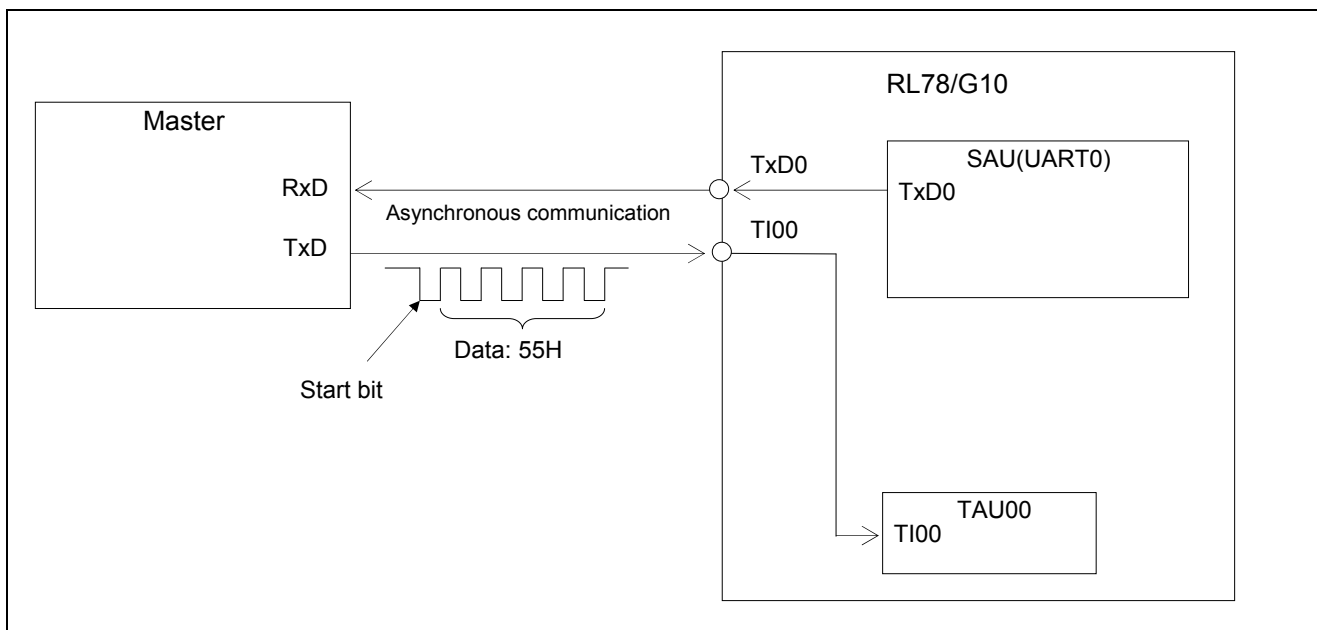 RL78/G10
Master
SAU(UART0)
TxD0
TxD0
RxD
Asynchronous communication
TI00
TxD
Data: 55H
Start bit
TAU00
TI00